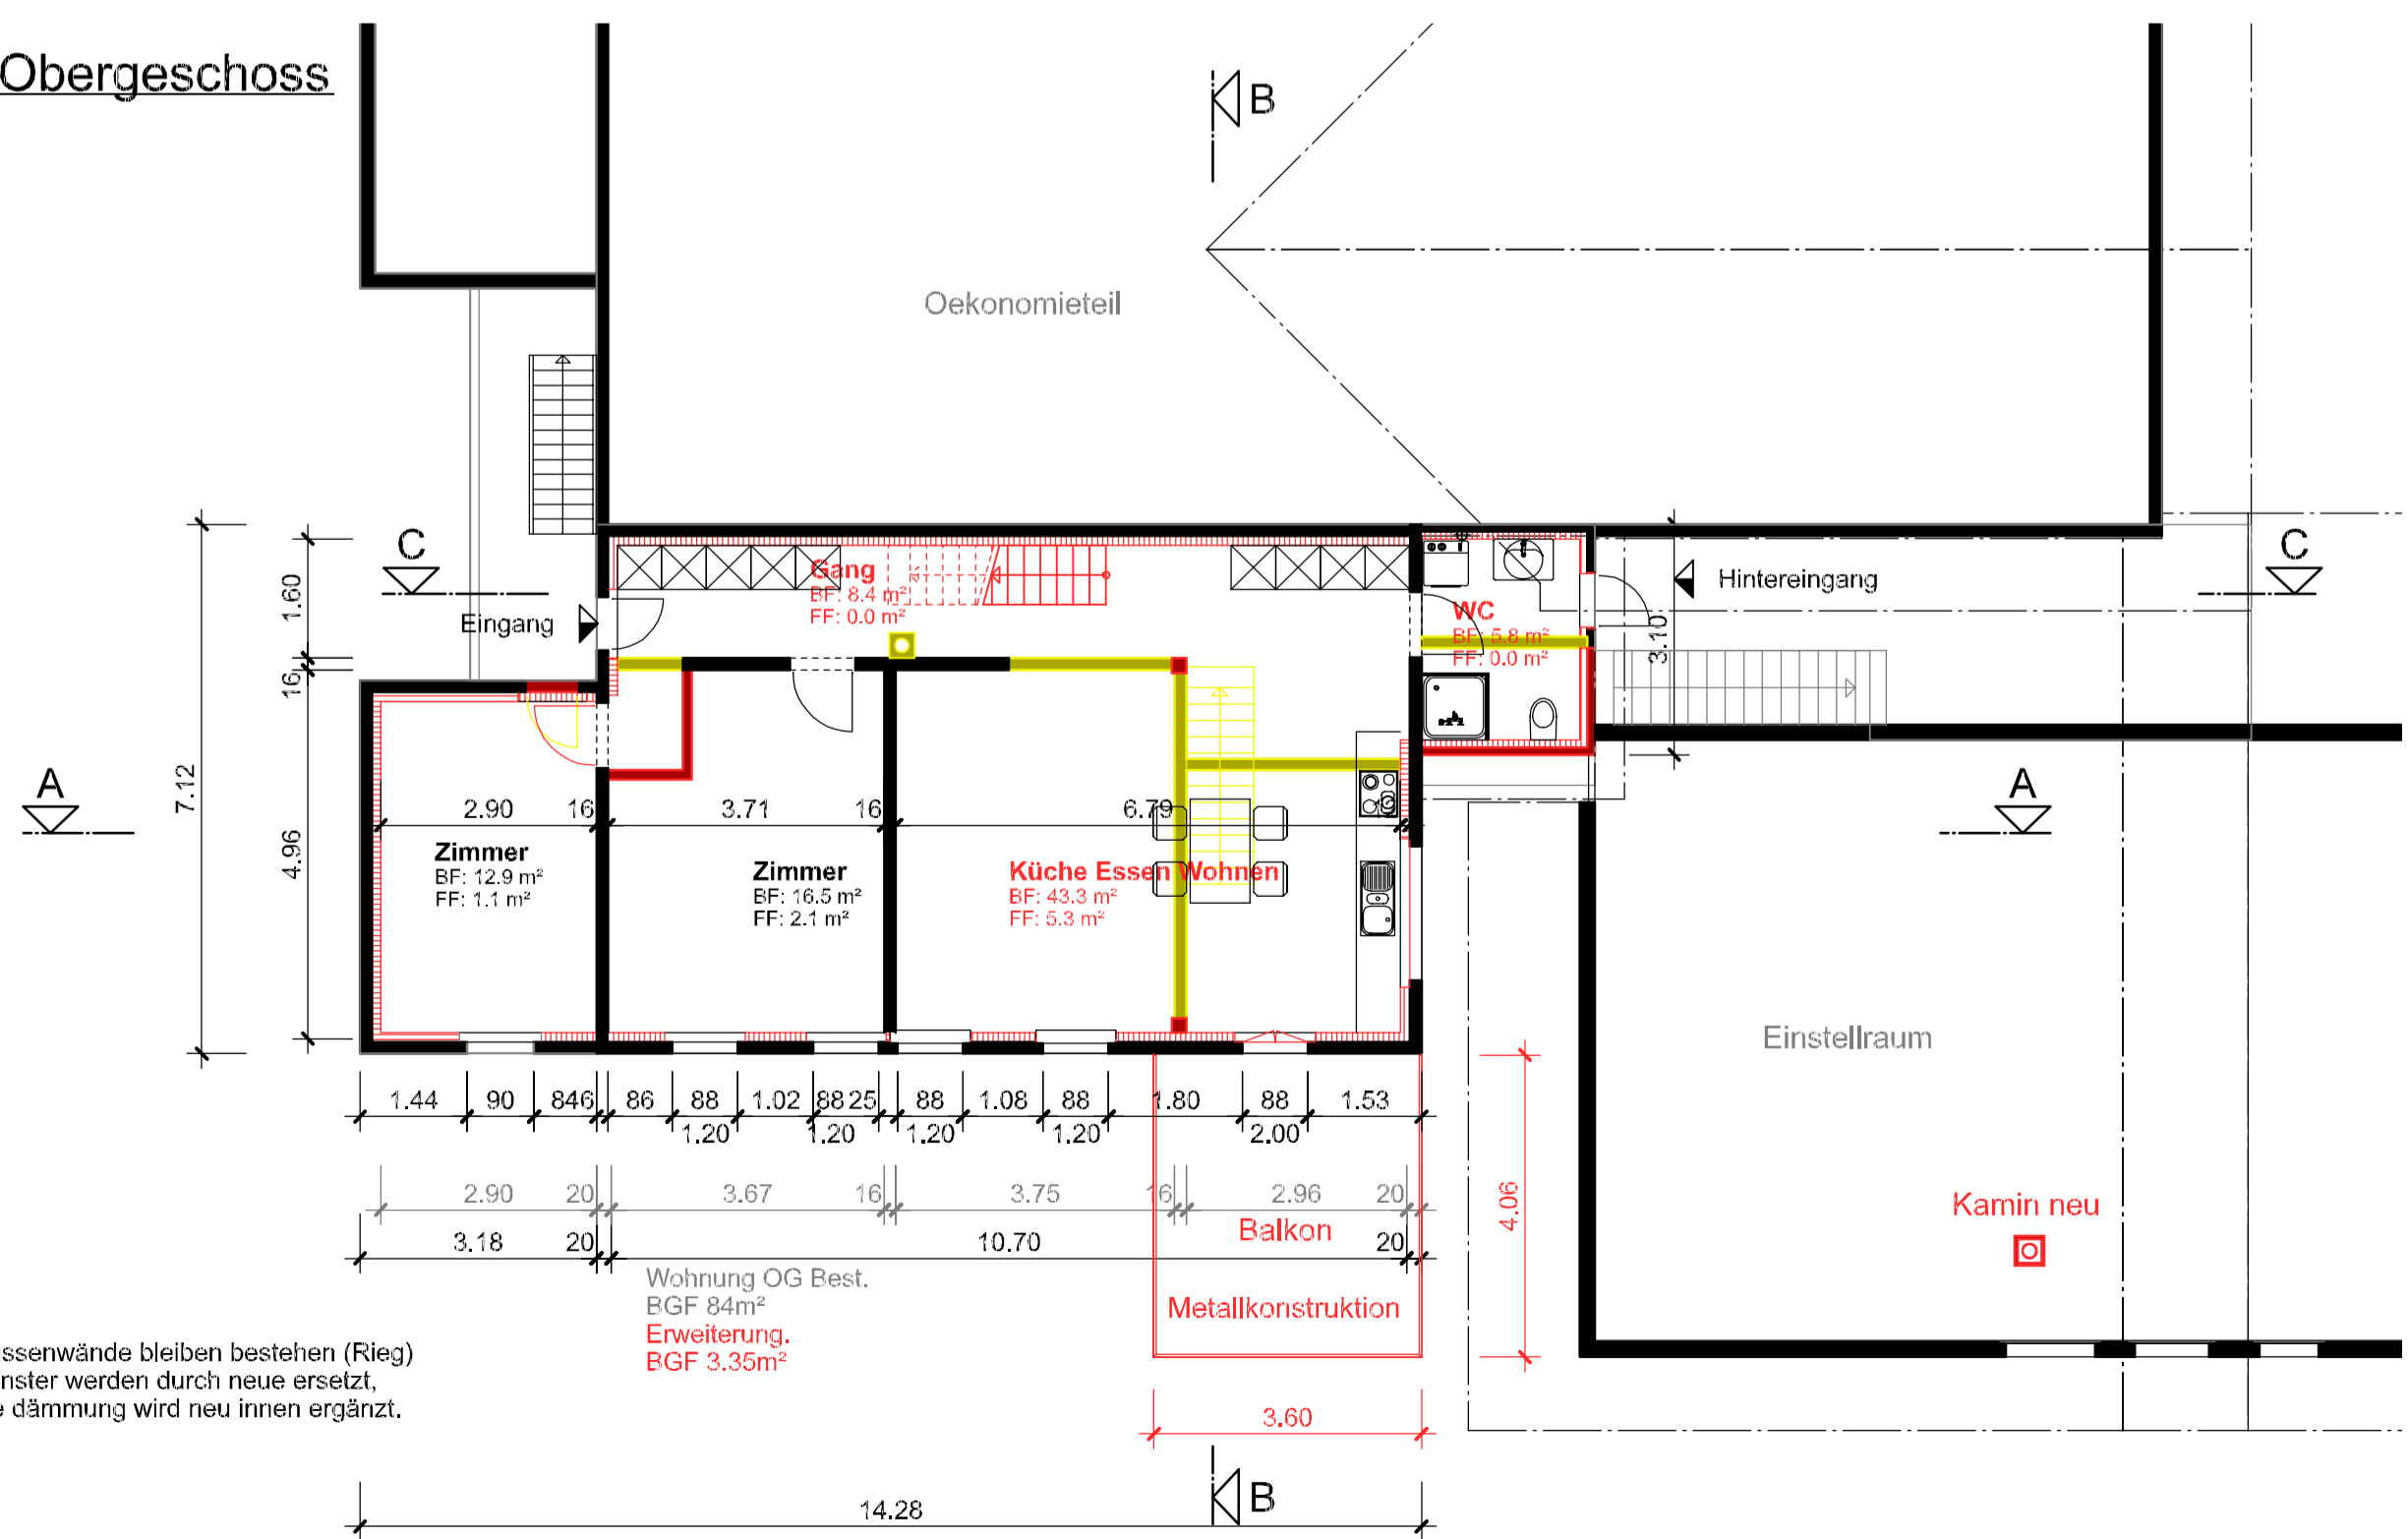 Obergeschoss
B
Oekonomieteil
C
C
Eingang
Hintereingang
Gang
BF: 8.4 m²
FF: 0.0 m²
WC
BF: 5.8 m²
FF: 0.0 m²
1.60
16
4.96
7.12
3.10
A
A
2.90 16 3.71 16 6.79
Zimmer
BF: 12.9 m²
FF: 1.1 m²
Zimmer
BF: 16.5 m²
FF: 2.1 m²
Küche Essen Wohnen
BF: 43.3 m²
FF: 5.3 m²
Einstellraum
1.44 90 846 86 88 1.02 88 25 88 1.08 88 1.80 88 1.53
1.20 1.20 1.20 1.20 2.00
2.90 20 3.67 16 3.75 16 2.96 20
3.18 20 10.70 20
Balkon
Metallkonstruktion
4.06
Kamin neu
Wohnung OG Best.
BGF 84m²
Erweiterung.
BGF 3.35m²
ssenwände bleiben bestehen (Rieg)
nster werden durch neue ersetzt,
e dämmung wird neu innen ergänzt.
3.60
B
14.28